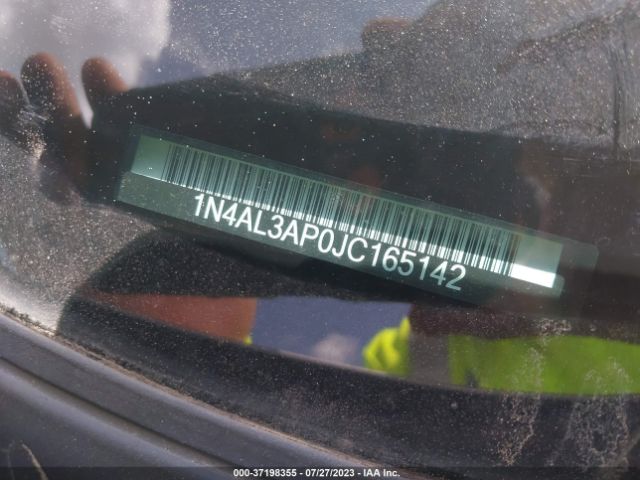 1N4AL3AP0JC165142
000-37198355 / 07/27/2023 - IAA Inc.